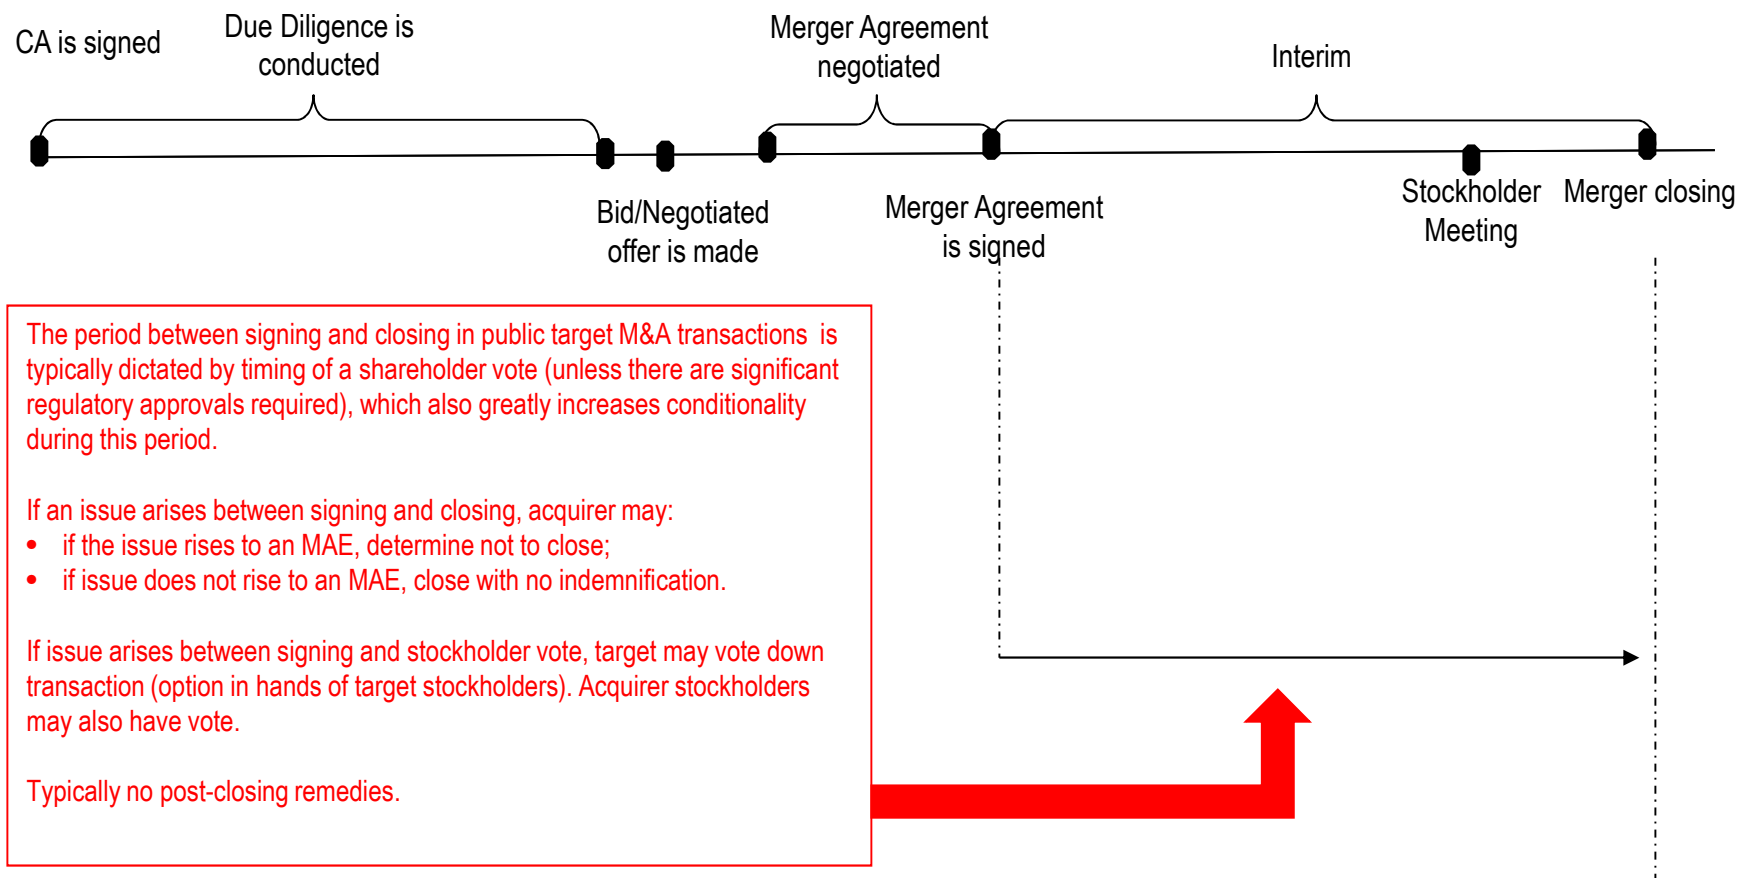 CA is signed
Due Diligence is
conducted
Merger Agreement
negotiated
Interim
Bid/Negotiated
offer is made
Merger Agreement
is signed
Stockholder
Meeting
Merger closing
The period between signing and closing in public target M&A transactions is
typically dictated by timing of a shareholder vote (unless there are significant
regulatory approvals required), which also greatly increases conditionality
during this period.
If an issue arises between signing and closing, acquirer may:
• if the issue rises to an MAE, determine not to close;
• if issue does not rise to an MAE, close with no indemnification.
If issue arises between signing and stockholder vote, target may vote down
transaction (option in hands of target stockholders). Acquirer stockholders
may also have vote.
Typically no post-closing remedies.